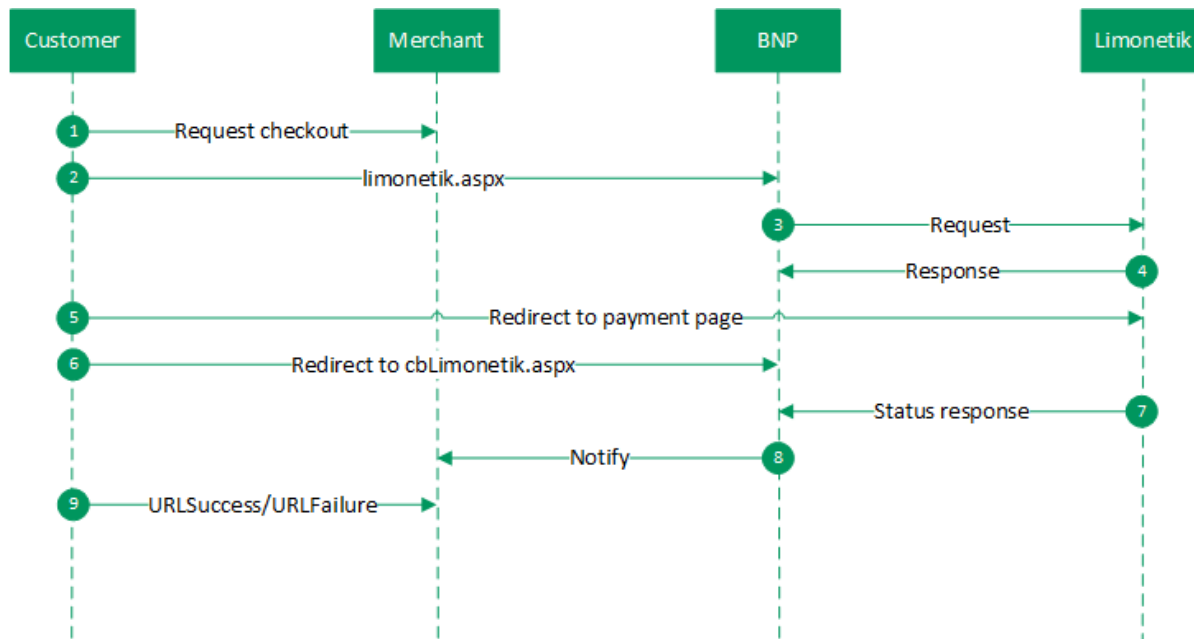 Customer
Merchant
BNP
Limonetik
1 Request checkout
2 limonetik.aspx
3 Request
Response 4
5 Redirect to payment page
6 Redirect to cbLimonetik.aspx
Status response 7
Notify 8
9 URLSuccess/URLFailure